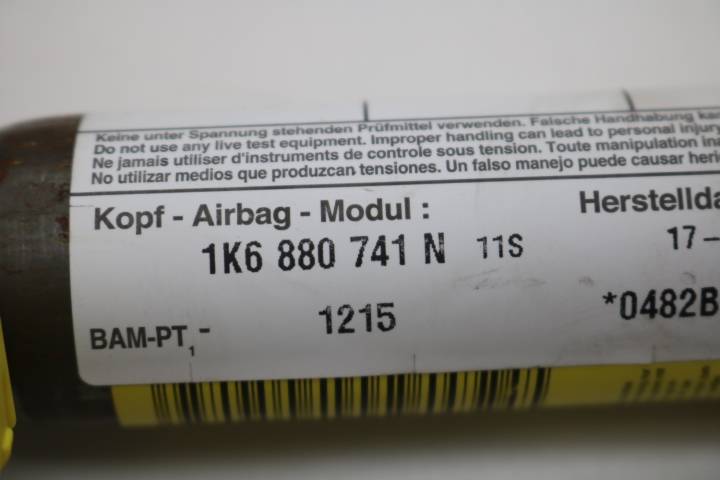 Keine unter Spannung stehenden Prüfmittel verwenden. Falsche Handhabung
Do not use any live test equipment. Improper handling can lead to personal injury
Ne jamais utiliser d'instruments de controle sous tension. Toute manipulation
No utilizar medios que produzcan tensiones. Un falso manejo puede causar
Kopf - Airbag - Modul :
1K6 880 741 N 11S
Herstellda
17 –
BAM-PT₁ -
1215
*0482B